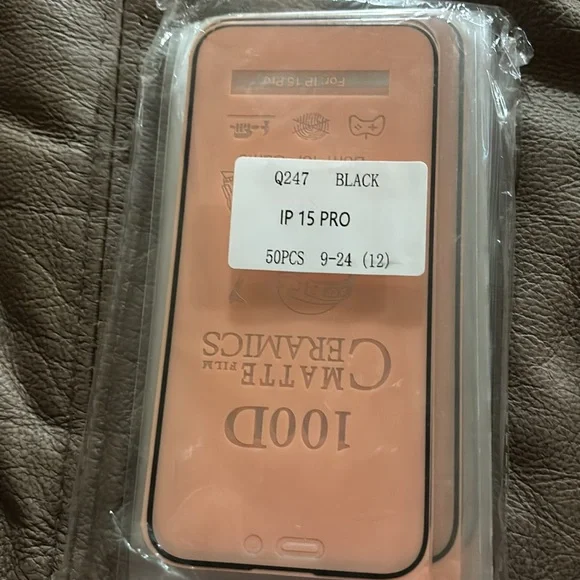 For IP 15 Pro
Q247 BLACK
IP 15 PRO
50PCS 9-24 (12)
100D
MATTE FILM
CERAMICS